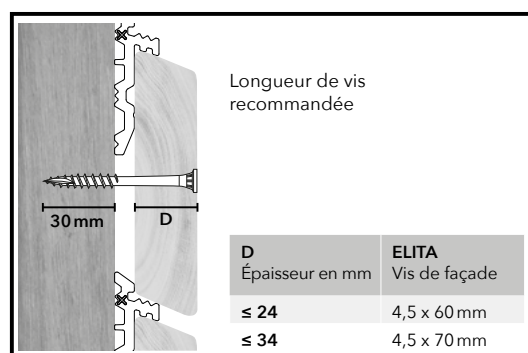 Longueur de vis
recommandée
30 mm
D
D
Épaisseur en mm
ELITA
Vis de façade
≤ 24
4,5 x 60 mm
≤ 34
4,5 x 70 mm